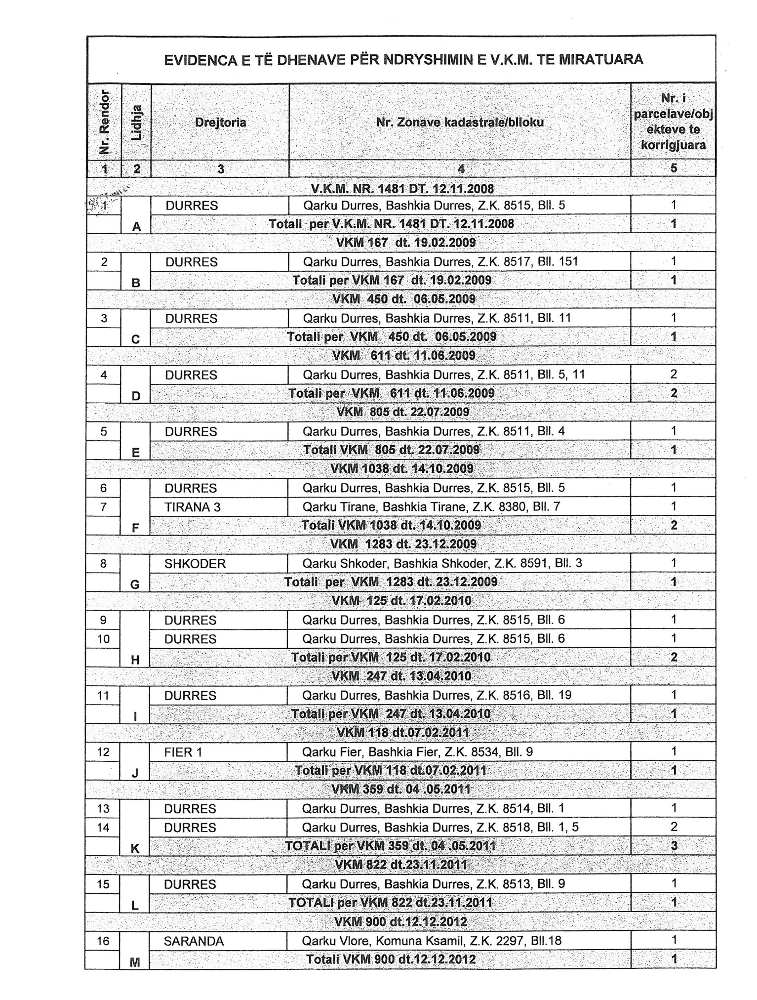 EVIDENCA E TË DHENAVE PËR NDRYSHIMIN E V.K.M. TE MIRATUARA
Nr. Rendor
Lidhja
Drejtoria
Nr. Zonave kadastrale/blloku
Nr. i
parcelave/obj
ekteve te
korrigjuara
1 2 3 4 5
V.K.M. NR. 1481 DT. 12.11.2008
1 DURRES Qarku Durres, Bashkia Durres, Z.K. 8515, Bll. 5 1
A Totali per V.K.M. NR. 1481 DT. 12.11.2008 1
VKM 167 dt. 19.02.2009
2 DURRES Qarku Durres, Bashkia Durres, Z.K. 8517, Bll. 151 1
B Totali per VKM 167 dt. 19.02.2009 1
VKM 450 dt. 06.05.2009
3 DURRES Qarku Durres, Bashkia Durres, Z.K. 8511, Bll. 11 1
C Totali per VKM 450 dt. 06.05.2009 1
VKM 611 dt. 11.06.2009
4 DURRES Qarku Durres, Bashkia Durres, Z.K. 8511, Bll. 5, 11 2
D Totali per VKM 611 dt. 11.06.2009 2
VKM 805 dt. 22.07.2009
5 DURRES Qarku Durres, Bashkia Durres, Z.K. 8511, Bll. 4 1
E Totali VKM 805 dt. 22.07.2009 1
VKM 1038 dt. 14.10.2009
6 DURRES Qarku Durres, Bashkia Durres, Z.K. 8515, Bll. 5 1
7 TIRANA 3 Qarku Tirane, Bashkia Tirane, Z.K. 8380, Bll. 7 1
F Totali VKM 1038 dt. 14.10.2009 2
VKM 1283 dt. 23.12.2009
8 SHKODER Qarku Shkoder, Bashkia Shkoder, Z.K. 8591, Bll. 3 1
G Totali per VKM 1283 dt. 23.12.2009 1
VKM 125 dt. 17.02.2010
9 DURRES Qarku Durres, Bashkia Durres, Z.K. 8515, Bll. 6 1
10 DURRES Qarku Durres, Bashkia Durres, Z.K. 8515, Bll. 6 1
H Totali per VKM 125 dt. 17.02.2010 2
VKM 247 dt. 13.04.2010
11 DURRES Qarku Durres, Bashkia Durres, Z.K. 8516, Bll. 19 1
I Totali per VKM 247 dt. 13.04.2010 1
VKM 118 dt.07.02.2011
12 FIER 1 Qarku Fier, Bashkia Fier, Z.K. 8534, Bll. 9 1
J Totali per VKM 118 dt.07.02.2011 1
VKM 359 dt. 04 .05.2011
13 DURRES Qarku Durres, Bashkia Durres, Z.K. 8514, Bll. 1 1
14 DURRES Qarku Durres, Bashkia Durres, Z.K. 8518, Bll. 1, 5 2
K TOTALI per VKM 359 dt. 04 .05.2011 3
VKM 822 dt.23.11.2011
15 DURRES Qarku Durres, Bashkia Durres, Z.K. 8513, Bll. 9 1
L TOTALI per VKM 822 dt.23.11.2011 1
VKM 900 dt.12.12.2012
16 SARANDA Qarku Vlore, Komuna Ksamil, Z.K. 2297, Bll.18 1
M Totali VKM 900 dt.12.12.2012 1